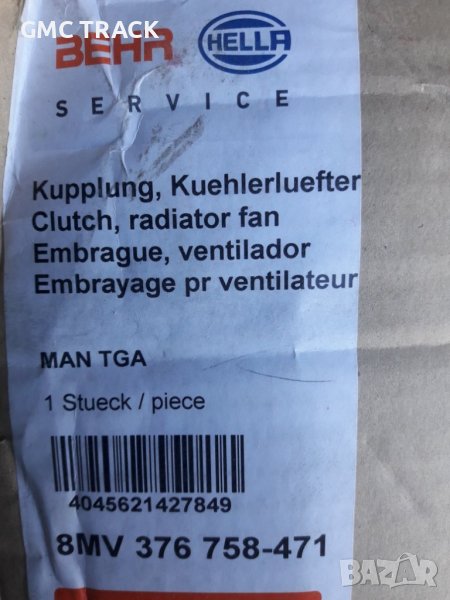 GMC TRACK
BEHR HELLA
SERVICE
Kupplung, Kuehlerluefter
Clutch, radiator fan
Embrague, ventilador
Embrayage pr ventilateur
MAN TGA
1 Stueck / piece
4045621427849
8MV 376 758-471
BAZAR